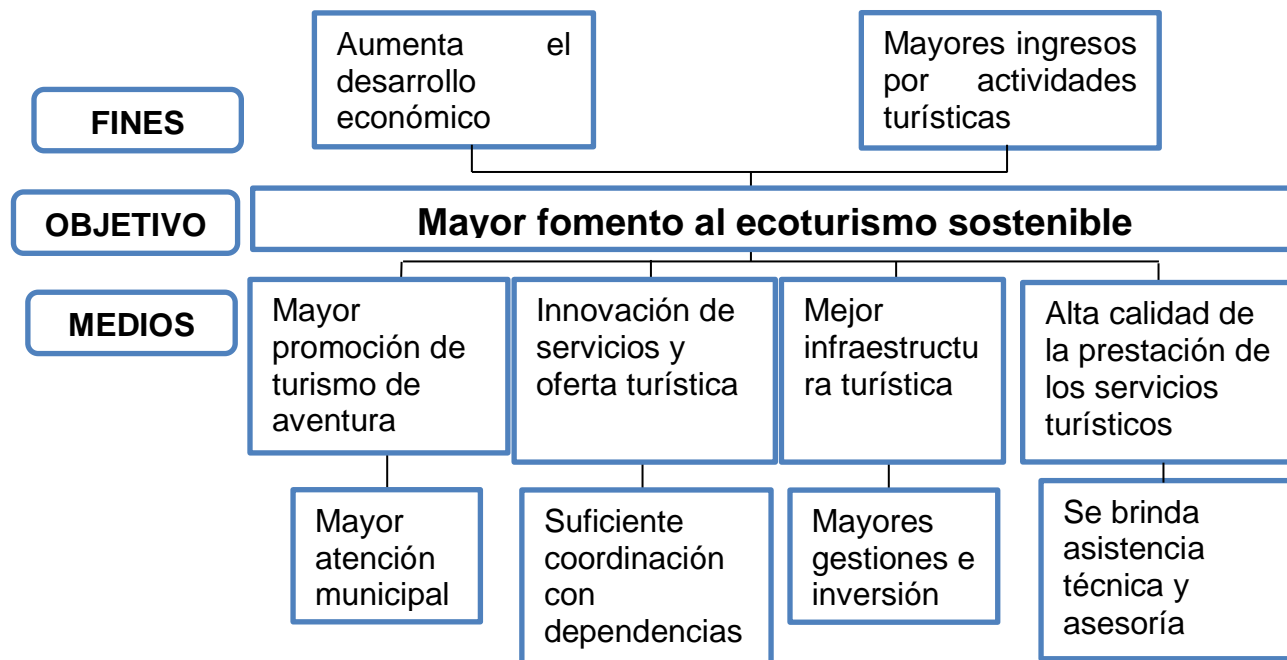 Aumenta el
desarrollo
económico
Mayores ingresos
por actividades
turísticas
FINES
OBJETIVO
Mayor fomento al ecoturismo sostenible
MEDIOS
Mayor
promoción de
turismo de
aventura
Innovación de
servicios y
oferta turística
Mejor
infraestructu
ra turística
Alta calidad de
la prestación de
los servicios
turísticos
Mayor
atención
municipal
Suficiente
coordinación
con
dependencias
Mayores
gestiones e
inversión
Se brinda
asistencia
técnica y
asesoría